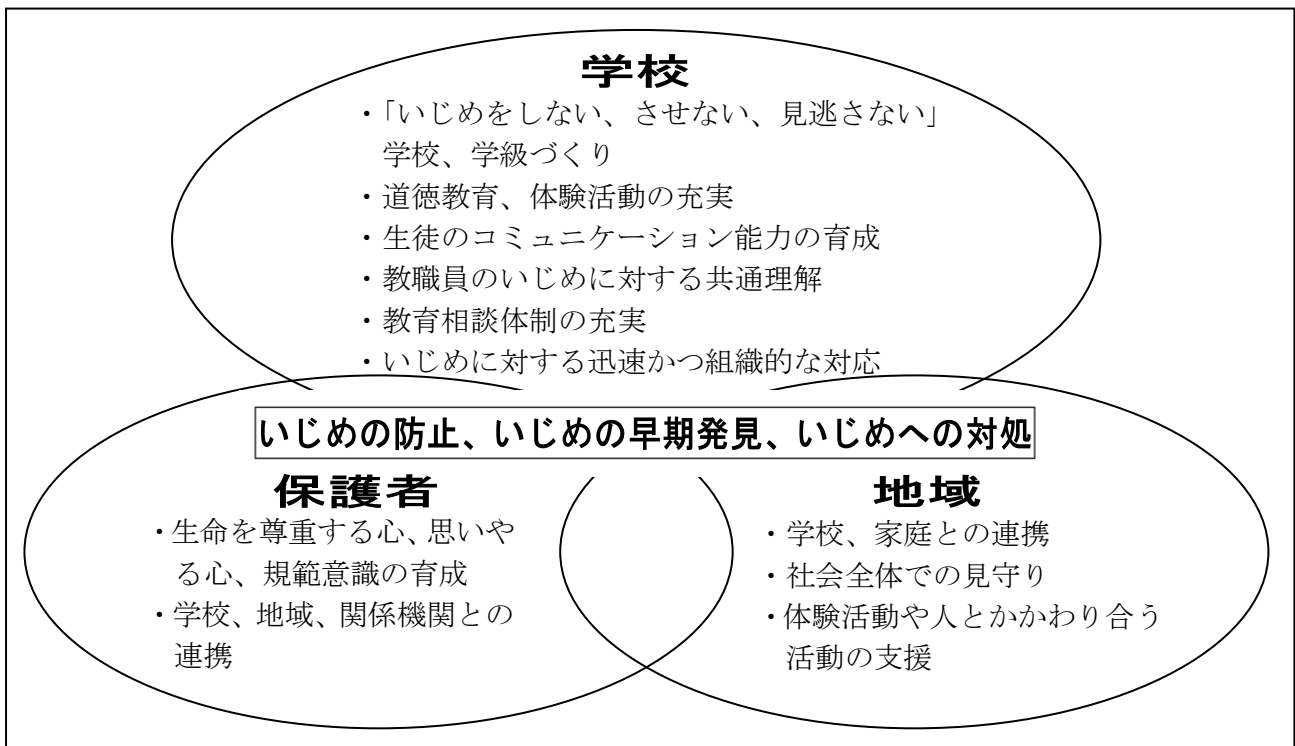 学校
・「いじめをしない、させない、見逃さない」
学校、学級づくり
・道徳教育、体験活動の充実
・生徒のコミュニケーション能力の育成
・教職員のいじめに対する共通理解
・教育相談体制の充実
・いじめに対する迅速かつ組織的な対応
いじめの防止、いじめの早期発見、いじめへの対処
保護者
・生命を尊重する心、思いや
る心、規範意識の育成
・学校、地域、関係機関との
連携
地域
・学校、家庭との連携
・社会全体での見守り
・体験活動や人とかかわり合う
活動の支援